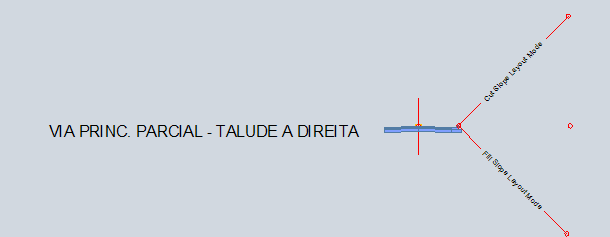 Cut Slope Layout Mode
VIA PRINC. PARCIAL - TALUDE A DIREITA
Fill Slope Layout Mode